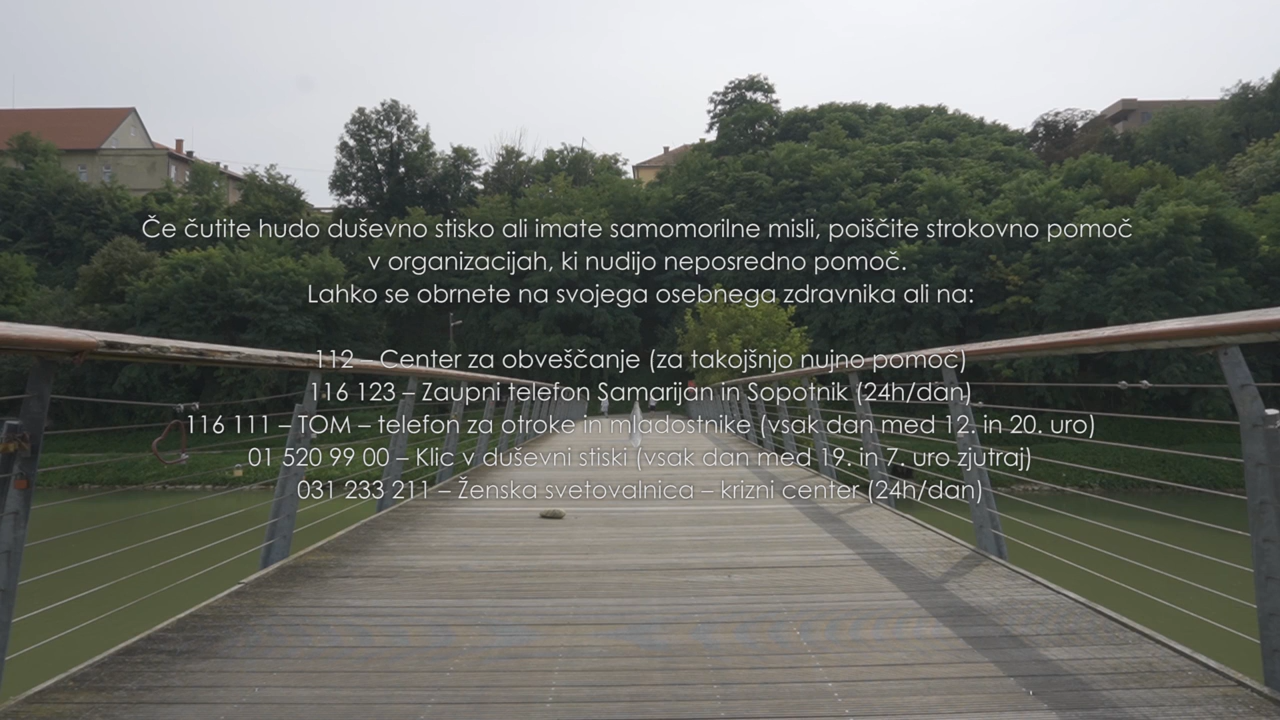 Če čutite hudo duševno stisko ali imate samomorilne misli, poiščite strokovno pomoč
v organizacijah, ki nudijo neposredno pomoč.
Lahko se obrnete na svojega osebnega zdravnika ali na:
112 – Center za obveščanje (za takojšnjo nujno pomoč)
116 123 – Zaupni telefon Samarijan in Sopotnik (24h/dan)
116 111 – TOM – telefon za otroke in mladostnike (vsak dan med 12. in 20. uro)
01 520 99 00 – Klic v duševni stiski (vsak dan med 19. in 7. uro zjutraj)
031 233 211 – Ženska svetovalnica – krizni center (24h/dan)